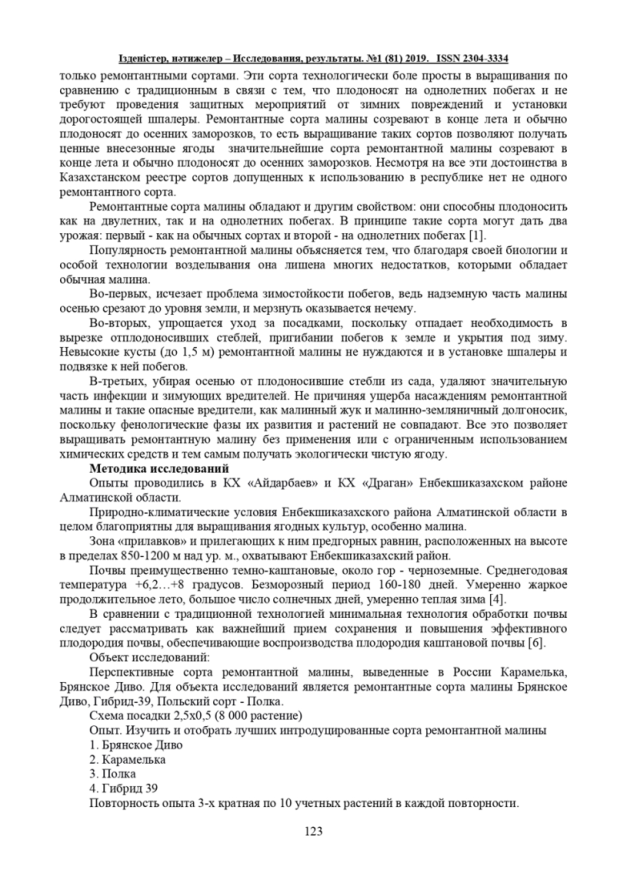 Ізденістер, нәтижелер – Исследования, результаты. №1 (81) 2019.   ISSN 2304-3334
только ремонтантными сортами. Эти сорта технологически боле просты в выращивания по
сравнению с традиционным в связи с тем, что плодоносят на однолетних побегах и не
требуют проведения защитных мероприятий от зимних повреждений и установки
дорогостоящей шпалеры. Ремонтантные сорта малины созревают в конце лета и обычно
плодоносят до осенних заморозков, то есть выращивание таких сортов позволяют получать
ценные внесезонные ягоды  значительнейшие сорта ремонтантной малины созревают в
конце лета и обычно плодоносят до осенних заморозков. Несмотря на все эти достоинства в
Казахстанском реестре сортов допущенных к использованию в республике нет не одного
ремонтантного сорта.
Ремонтантные сорта малины обладают и другим свойством: они способны плодоносить
как на двулетних, так и на однолетних побегах. В принципе такие сорта могут дать два
урожая: первый - как на обычных сортах и второй - на однолетних побегах [1].
Популярность ремонтантной малины объясняется тем, что благодаря своей биологии и
особой технологии возделывания она лишена многих недостатков, которыми обладает
обычная малина.
Во-первых, исчезает проблема зимостойкости побегов, ведь надземную часть малины
осенью срезают до уровня земли, и мерзнуть оказывается нечему.
Во-вторых, упрощается уход за посадками, поскольку отпадает необходимость в
вырезке отплодоносивших стеблей, пригибании побегов к земле и укрытия под зиму.
Невысокие кусты (до 1,5 м) ремонтантной малины не нуждаются и в установке шпалеры и
подвязке к ней побегов.
В-третьих, убирая осенью от плодоносившие стебли из сада, удаляют значительную
часть инфекции и зимующих вредителей. Не причиняя ущерба насаждениям ремонтантной
малины и такие опасные вредители, как малинный жук и малинно-земляничный долгоносик,
поскольку фенологические фазы их развития и растений не совпадают. Все это позволяет
выращивать ремонтантную малину без применения или с ограниченным использованием
химических средств и тем самым получать экологически чистую ягоду.
Методика исследований
Опыты проводились в КХ «Айдарбаев» и КХ «Драган» Енбекшиказахском районе
Алматинской области.
Природно-климатические условия Енбекшиказахского района Алматинской области в
целом благоприятны для выращивания ягодных культур, особенно малина.
Зона «прилавков» и прилегающих к ним предгорных равнин, расположенных на высоте
в пределах 850-1200 м над ур. м., охватывают Енбекшиказахский район.
Почвы преимущественно темно-каштановые, около гор - черноземные. Среднегодовая
температура +6,2…+8 градусов. Безморозный период 160-180 дней. Умеренно жаркое
продолжительное лето, большое число солнечных дней, умеренно теплая зима [4].
В сравнении с традиционной технологией минимальная технология обработки почвы
следует рассматривать как важнейший прием сохранения и повышения эффективного
плодородия почвы, обеспечивающие воспроизводства плодородия каштановой почвы [6].
Объект исследований:
Перспективные сорта ремонтантной малины, выведенные в России Карамелька,
Брянское Диво. Для объекта исследований является ремонтантные сорта малины Брянское
Диво, Гибрид-39, Польский сорт - Полка.
Схема посадки 2,5х0,5 (8 000 растение)
Опыт. Изучить и отобрать лучших интродуцированные сорта ремонтантной малины
1. Брянское Диво
2. Карамелька
3. Полка
4. Гибрид 39
Повторность опыта 3-х кратная по 10 учетных растений в каждой повторности.
123